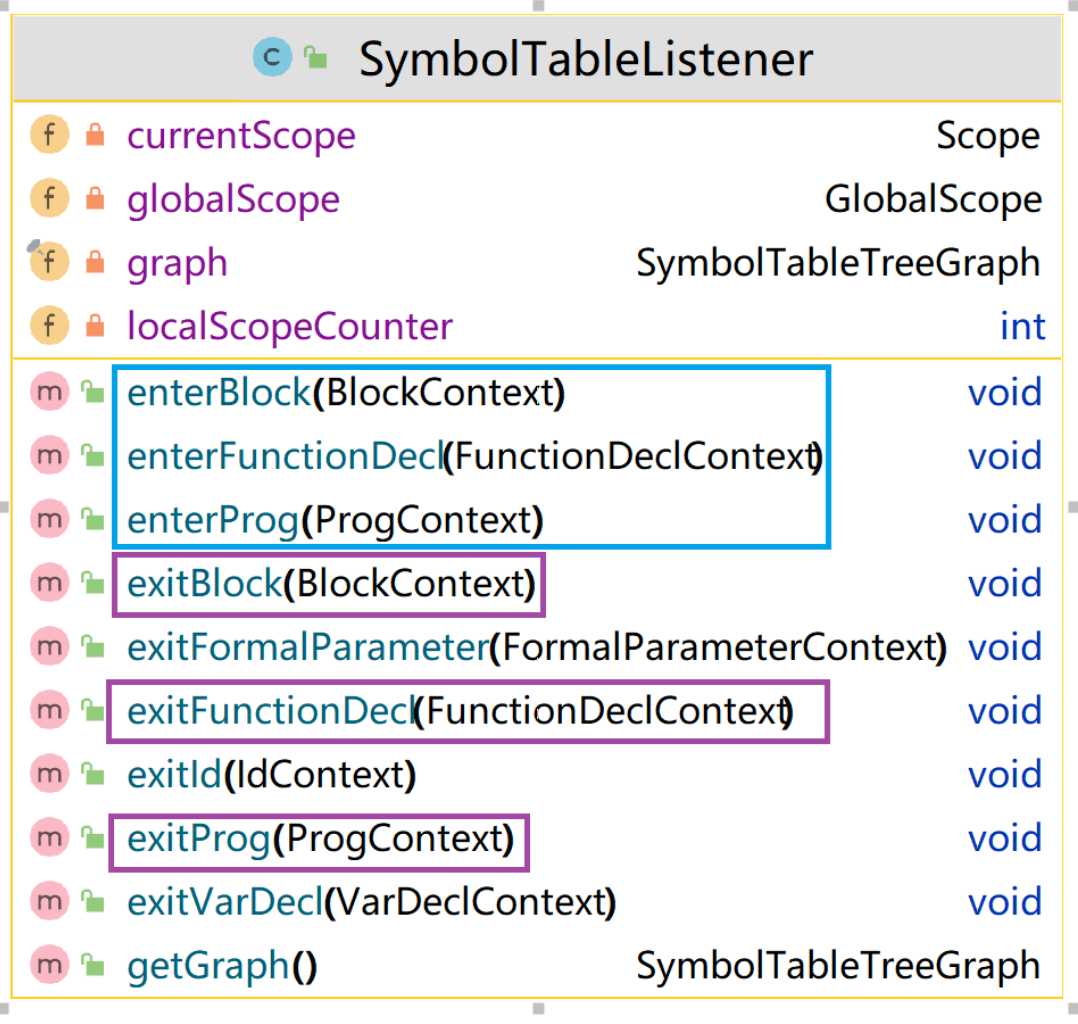 C SymbolTableListener
f currentScope Scope
f globalScope GlobalScope
f graph SymbolTableTreeGraph
f localScopeCounter int
m enterBlock(BlockContext) void
m enterFunctionDecl(FunctionDeclContext) void
m enterProg(ProgContext) void
m exitBlock(BlockContext) void
m exitFormalParameter(FormalParameterContext) void
m exitFunctionDecl(FunctionDeclContext) void
m exitId(IdContext) void
m exitProg(ProgContext) void
m exitVarDecl(VarDeclContext) void
m getGraph() SymbolTableTreeGraph